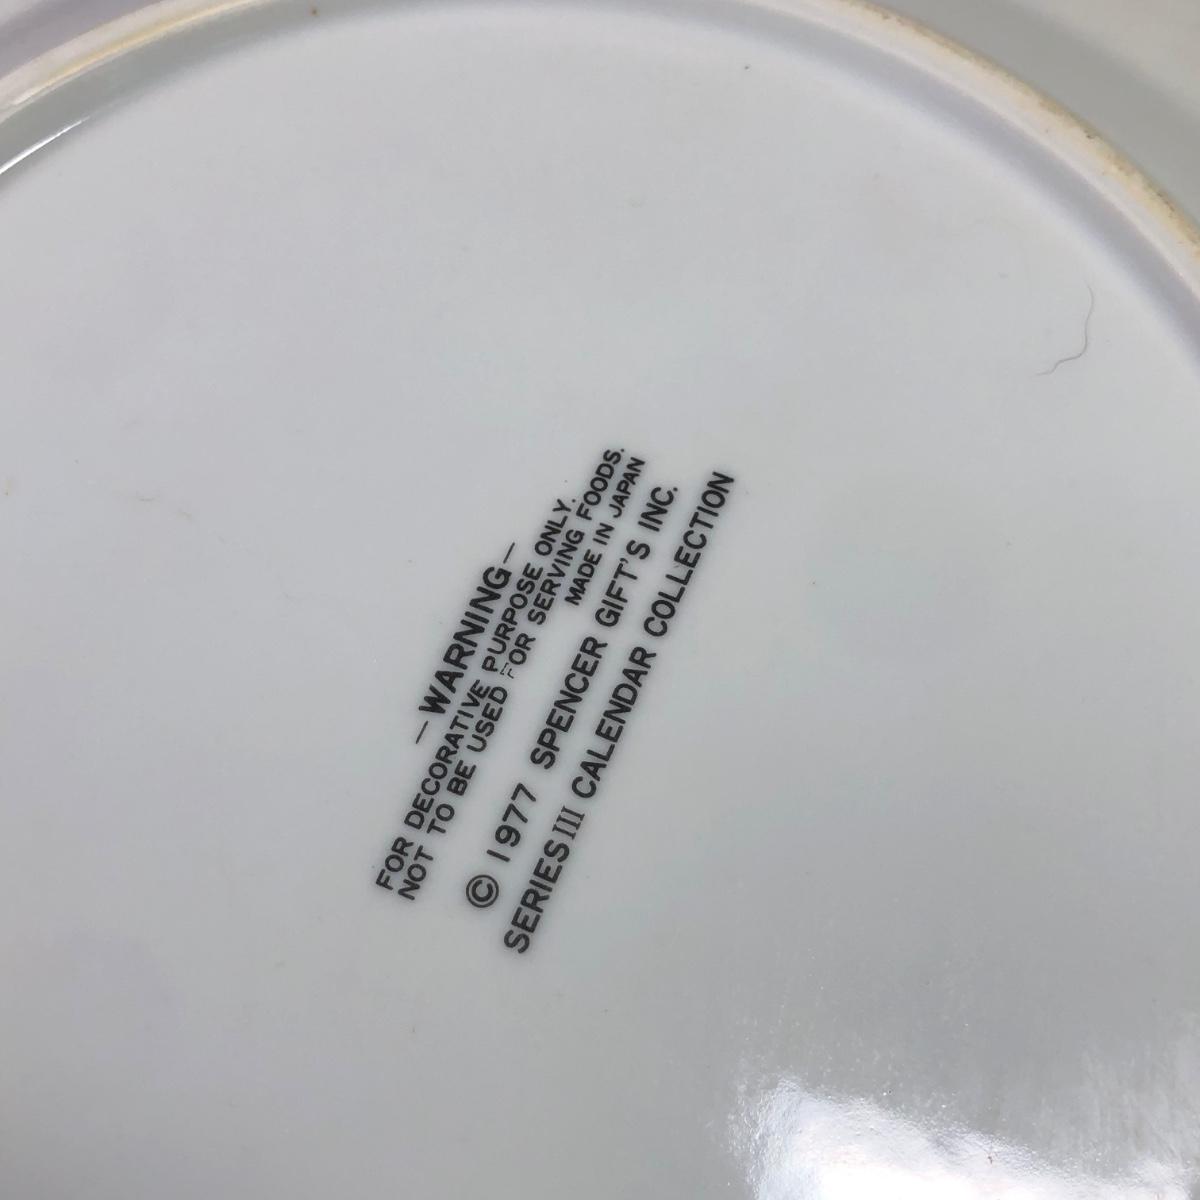 —WARNING—
FOR DECORATIVE PURPOSE ONLY.
NOT TO BE USED FOR SERVING FOODS.
MADE IN JAPAN
© 1977 SPENCER GIFT'S INC.
SERIES III CALENDAR COLLECTION